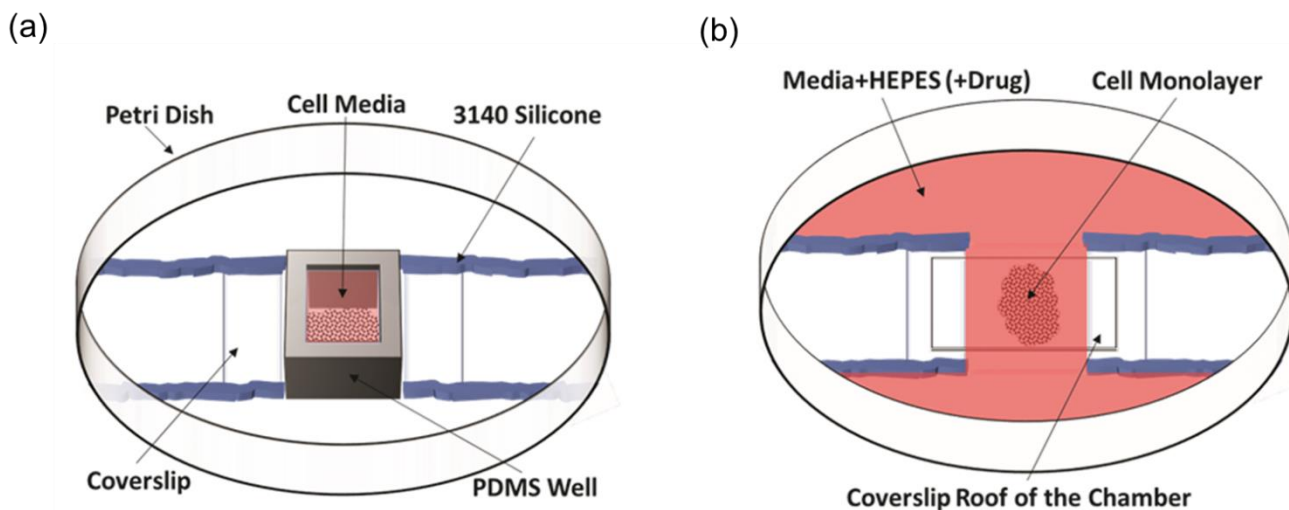 (a)
Petri Dish
Cell Media
3140 Silicone
Coverslip
PDMS Well
(b)
Media+HEPES (+Drug)
Cell Monolayer
Coverslip Roof of the Chamber